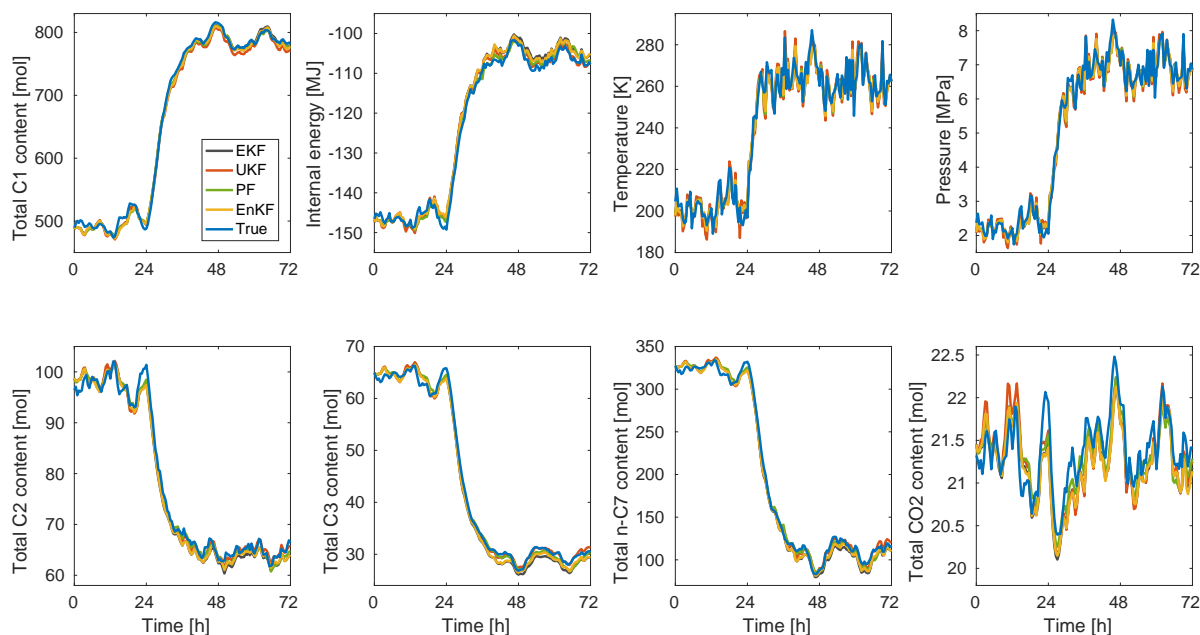 Total C1 content [mol]
800
700
600
500
0 24 48 72
EKF
UKF
PF
EnKF
True
Internal energy [MJ]
-100
-110
-120
-130
-140
-150
0 24 48 72
Temperature [K]
280
260
240
220
200
180
0 24 48 72
Pressure [MPa]
8
7
6
5
4
3
2
0 24 48 72
Total C2 content [mol]
100
90
80
70
60
0 24 48 72
Time [h]
Total C3 content [mol]
70
60
50
40
30
0 24 48 72
Time [h]
Total n-C7 content [mol]
350
300
250
200
150
100
0 24 48 72
Time [h]
Total CO2 content [mol]
22.5
22
21.5
21
20.5
20
0 24 48 72
Time [h]